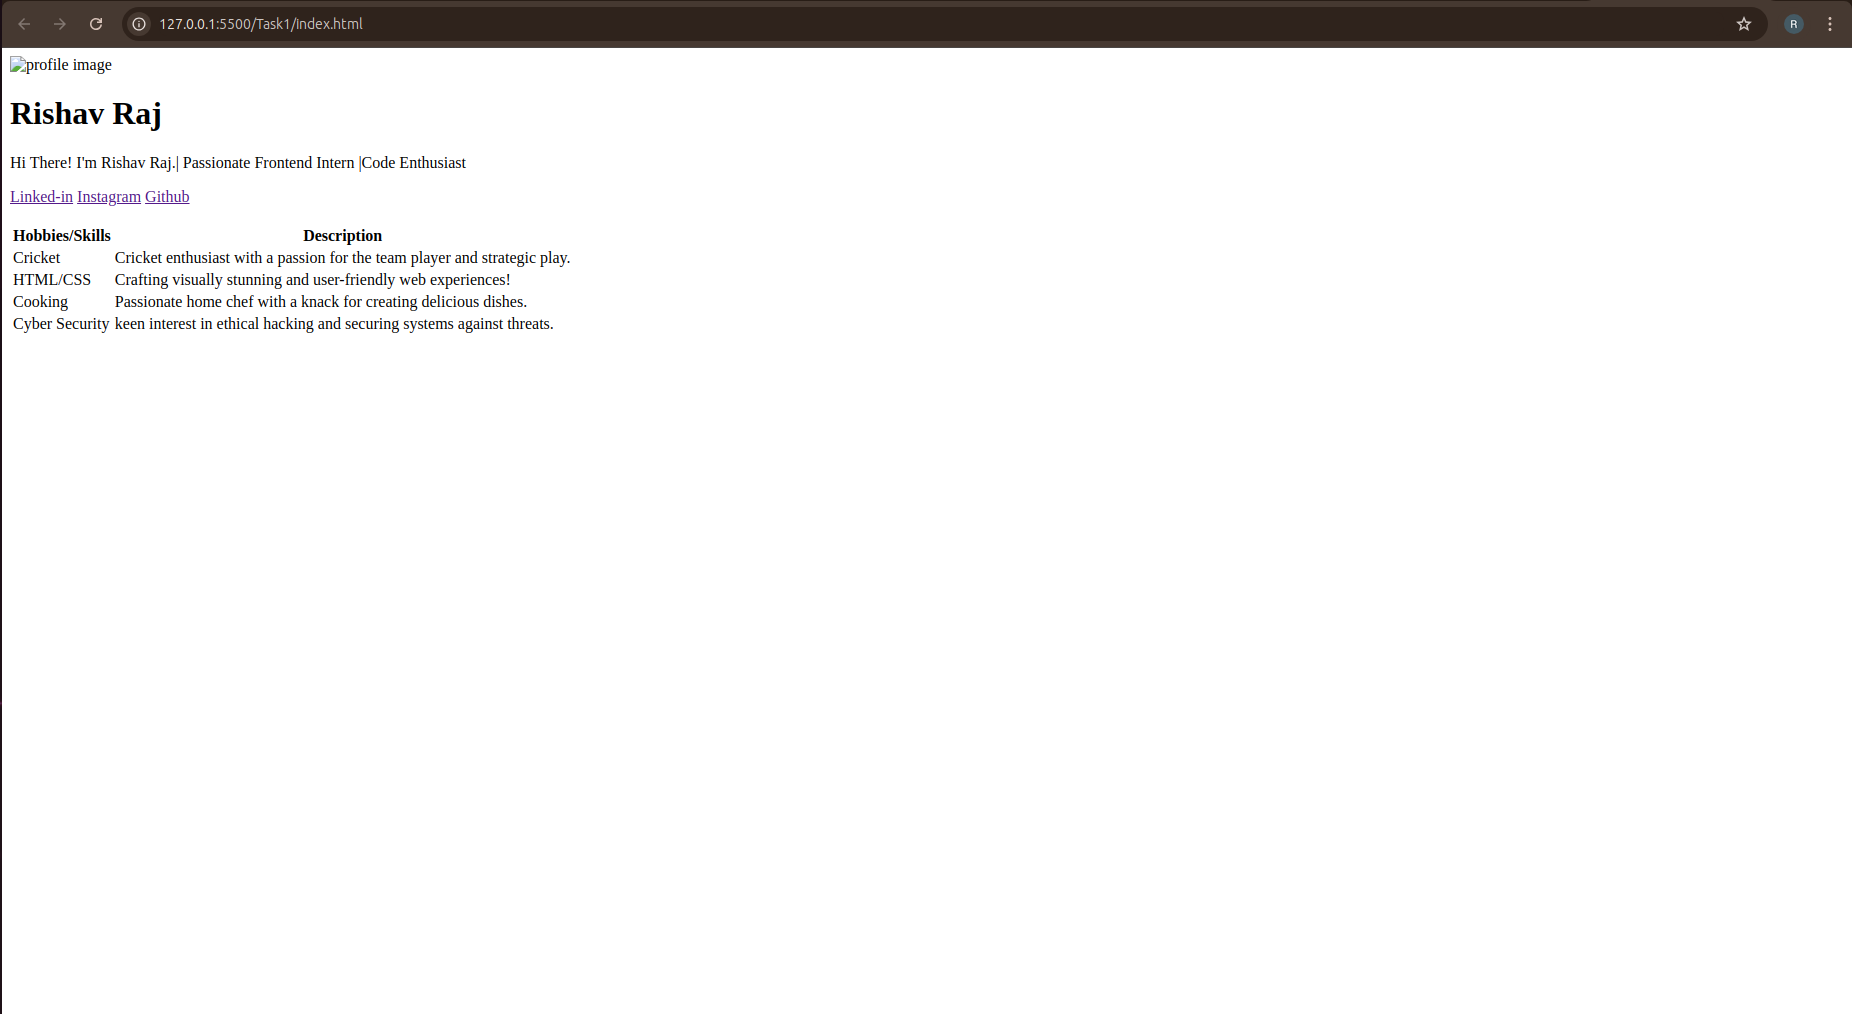 127.0.0.1:5500/Task1/index.html
R
profile image
Rishav Raj
Hi There! I'm Rishav Raj.| Passionate Frontend Intern |Code Enthusiast
Linked-in Instagram Github
Hobbies/Skills Description
Cricket Cricket enthusiast with a passion for the team player and strategic play.
HTML/CSS Crafting visually stunning and user-friendly web experiences!
Cooking Passionate home chef with a knack for creating delicious dishes.
Cyber Security keen interest in ethical hacking and securing systems against threats.